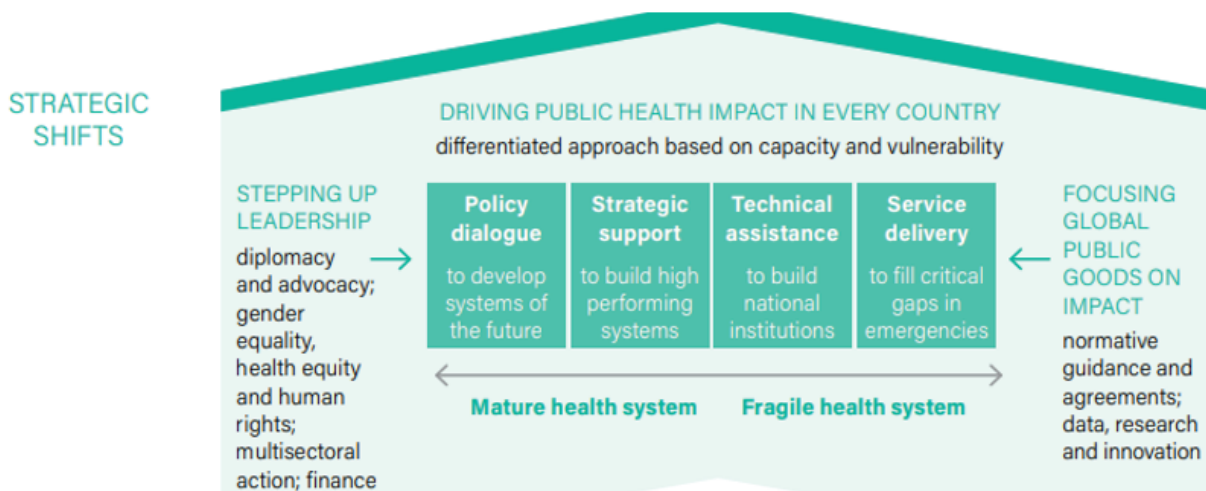 STRATEGIC
SHIFTS
DRIVING PUBLIC HEALTH IMPACT IN EVERY COUNTRY
differentiated approach based on capacity and vulnerability
STEPPING UP
LEADERSHIP
diplomacy
and advocacy;
gender
equality,
health equity
and human
rights;
multisectoral
action; finance
Policy
dialogue
to develop
systems of
the future
Strategic
support
to build high
performing
systems
Technical
assistance
to build
national
institutions
Service
delivery
to fill critical
gaps in
emergencies
Mature health system
Fragile health system
FOCUSING
GLOBAL
PUBLIC
GOODS ON
IMPACT
normative
guidance and
agreements;
data, research
and innovation